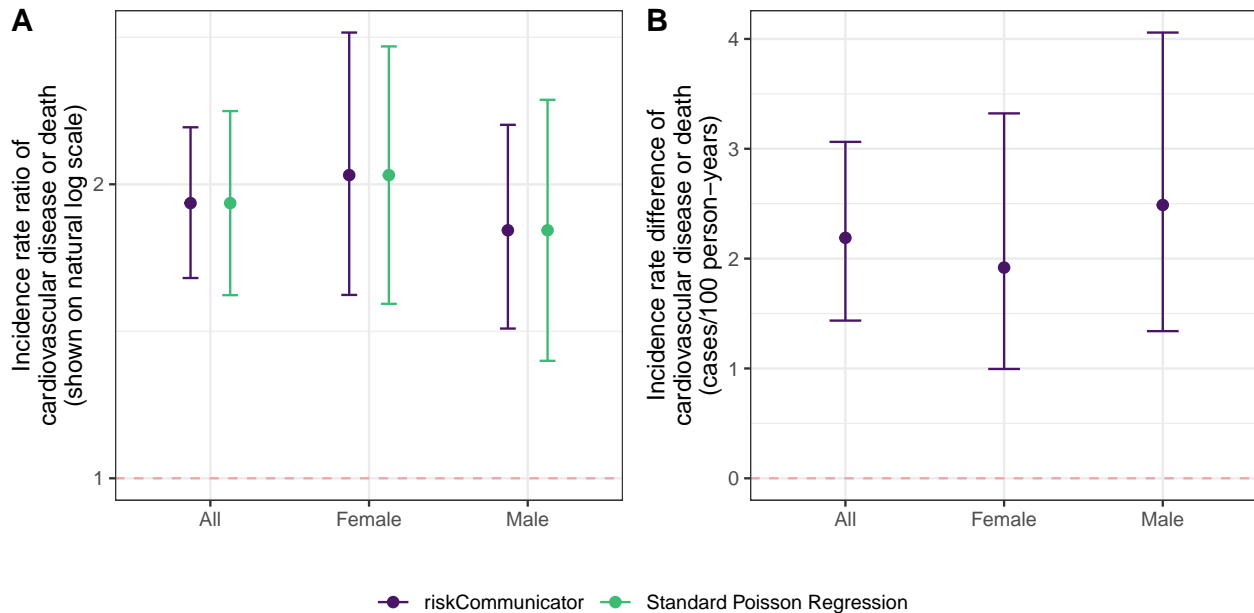 A
Incidence rate ratio of
cardiovascular disease or death
(shown on natural log scale)
2
1
All
Female
Male
B
Incidence rate difference of
cardiovascular disease or death
(cases/100 person−years)
4
3
2
1
0
All
Female
Male
riskCommunicator
Standard Poisson Regression